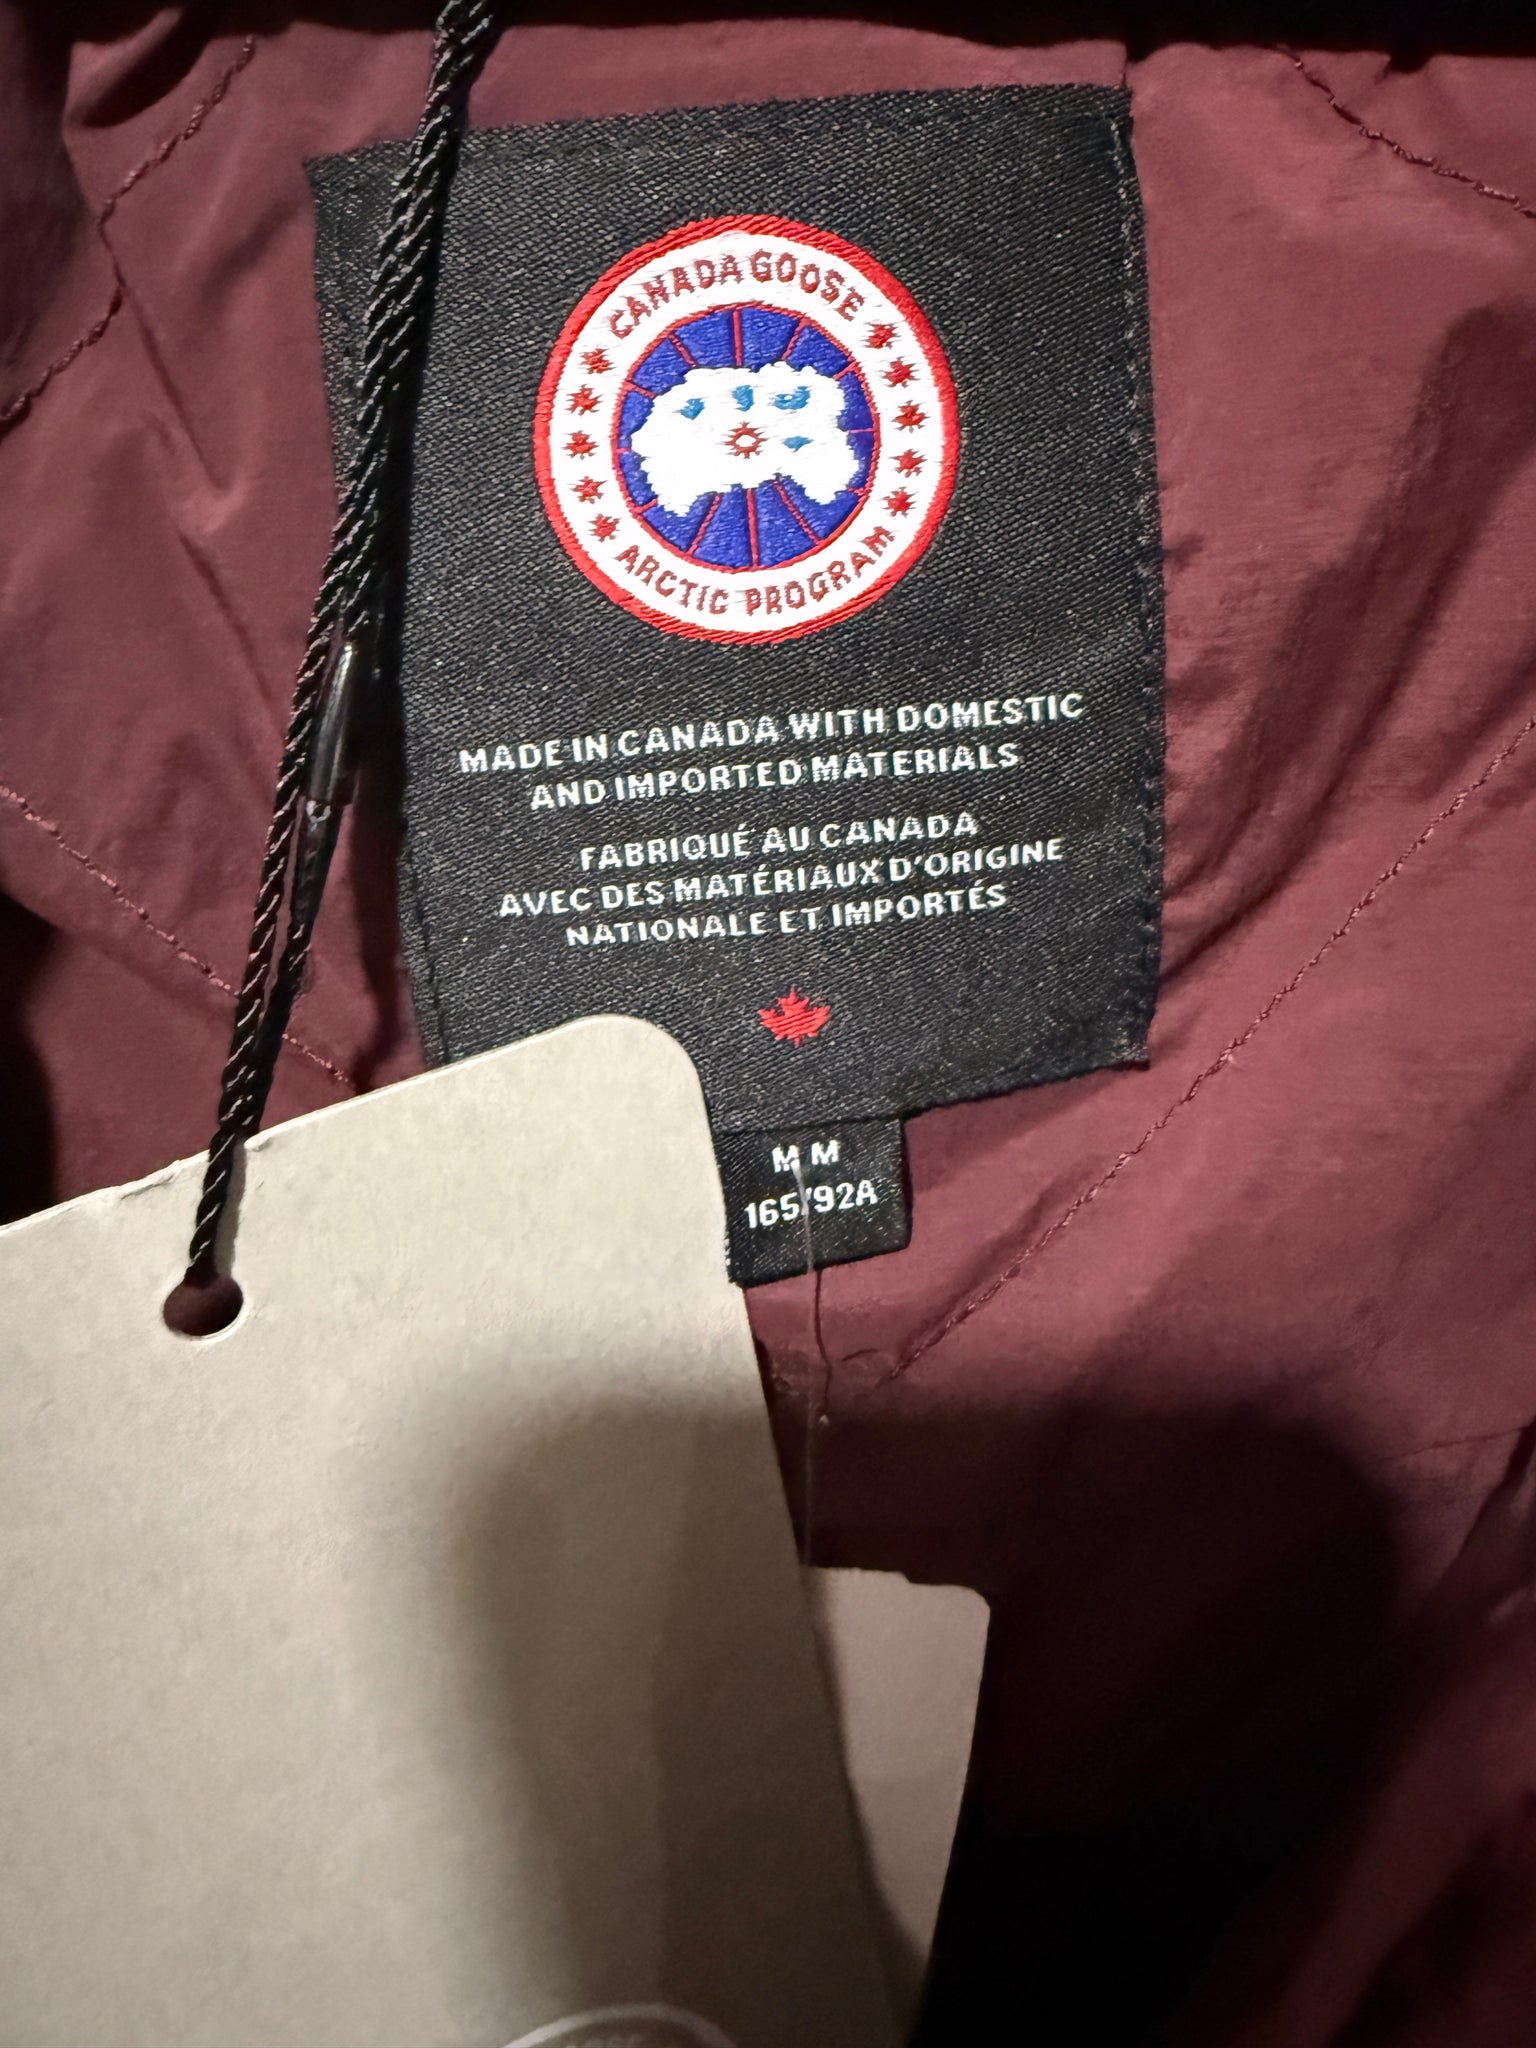 CANADA GOOSE
ARCTIC PROGRAM
MADE IN CANADA WITH DOMESTIC
AND IMPORTED MATERIALS
FABRIQUÉ AU CANADA
AVEC DES MATÉRIAUX D'ORIGINE
NATIONALE ET IMPORTÉS
M M
165/92A